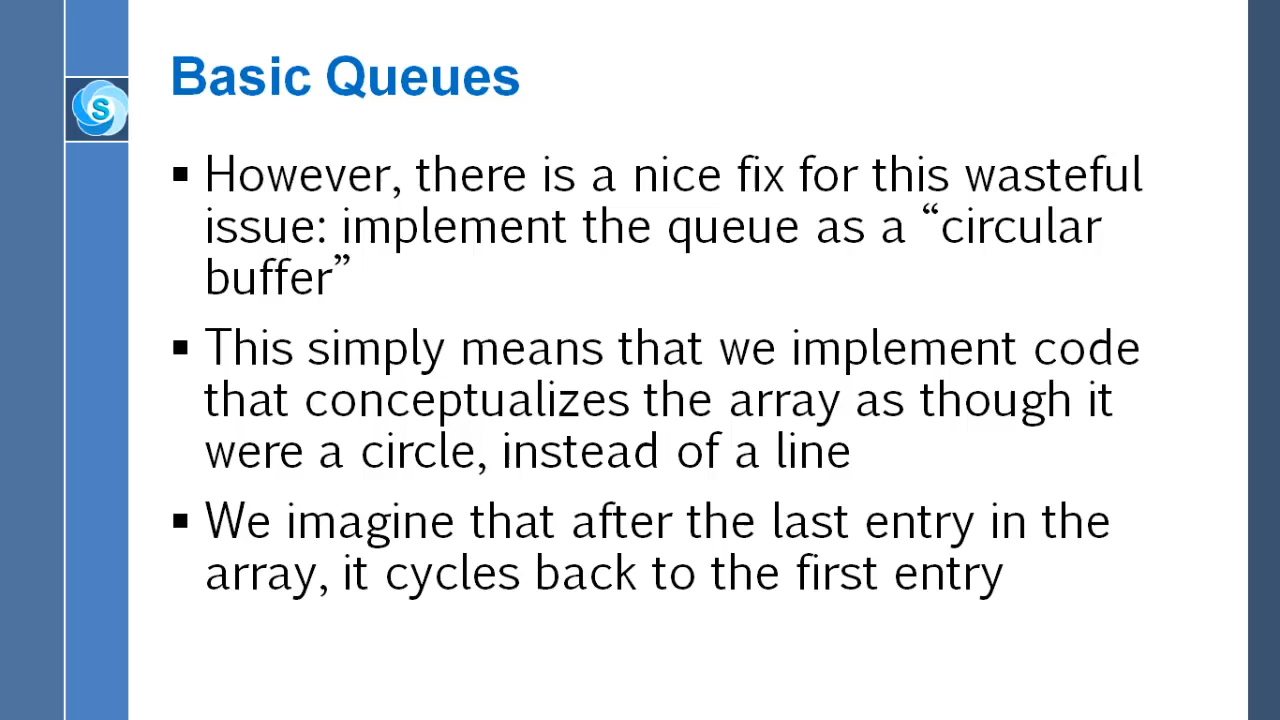 Basic Queues
S
▪ However, there is a nice fix for this wasteful
issue: implement the queue as a “circular
buffer”
▪ This simply means that we implement code
that conceptualizes the array as though it
were a circle, instead of a line
▪ We imagine that after the last entry in the
array, it cycles back to the first entry